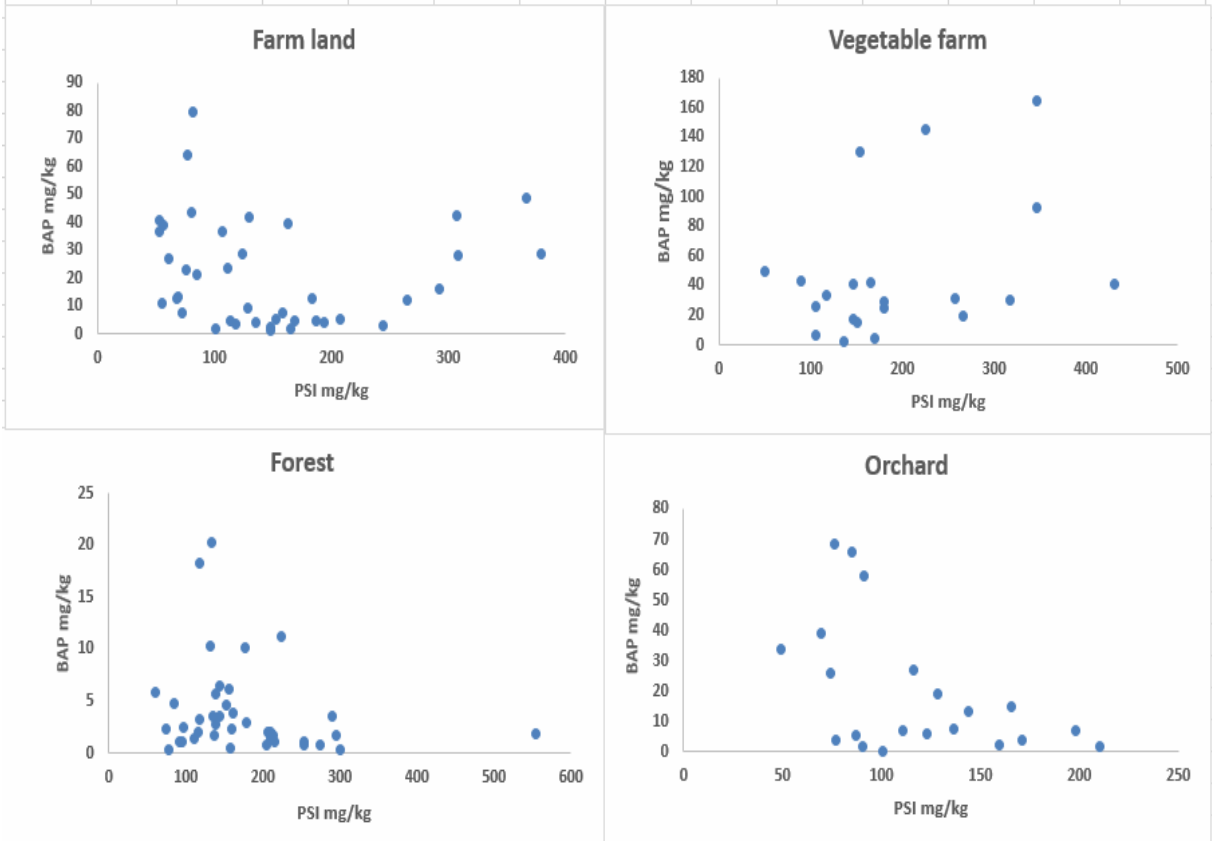 Farm land
90
80
70
60
50
40
30
20
10
0
BAP mg/kg
0 100 200 300 400
PSI mg/kg
Vegetable farm
180
160
140
120
100
80
60
40
20
0
BAP mg/kg
0 100 200 300 400 500
PSI mg/kg
Forest
25
20
15
10
5
0
BAP mg/kg
0 100 200 300 400 500 600
PSI mg/kg
Orchard
80
70
60
50
40
30
20
10
0
BAP mg/kg
0 50 100 150 200 250
PSI mg/kg